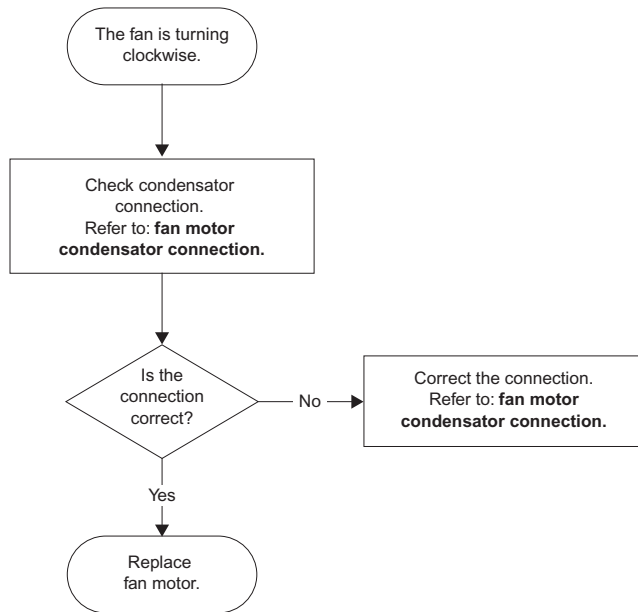 The fan is turning
clockwise.
Check condensator
connection.
Refer to: fan motor
condensator connection.
Is the
connection
correct?
No
Correct the connection.
Refer to: fan motor
condensator connection.
Yes
Replace
fan motor.